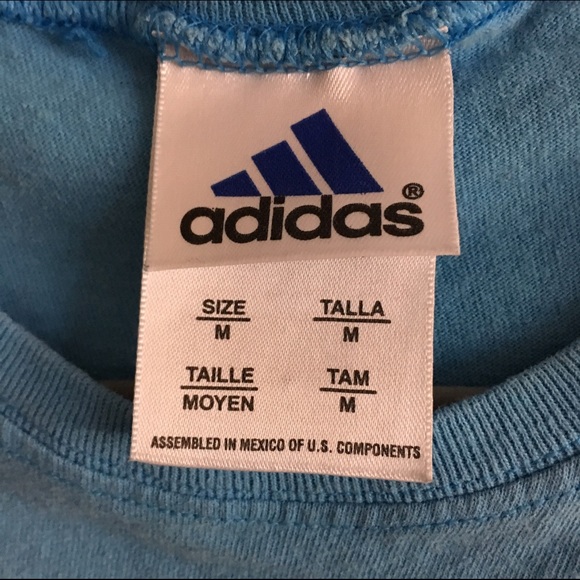 adidas®
SIZE TALLA
M M
TAILLE TAM
MOYEN M
ASSEMBLED IN MEXICO OF U.S. COMPONENTS